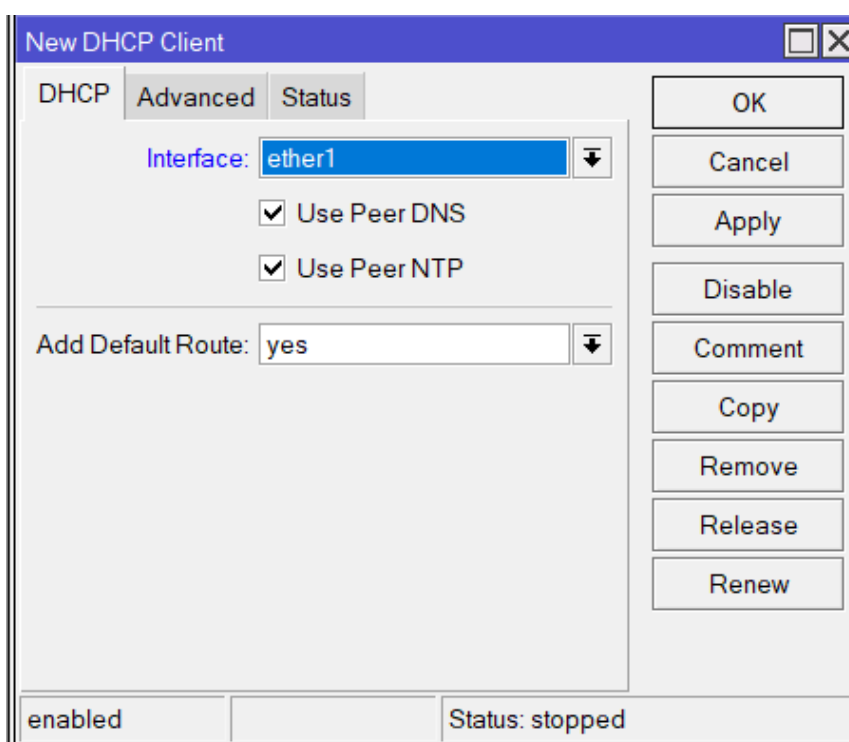 New DHCP Client
DHCP Advanced Status
Interface: ether1
Use Peer DNS
Use Peer NTP
Add Default Route: yes
OK
Cancel
Apply
Disable
Comment
Copy
Remove
Release
Renew
enabled Status: stopped